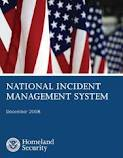 NATIONAL INCIDENT
MANAGEMENT SYSTEM
December 2008
Homeland
Security